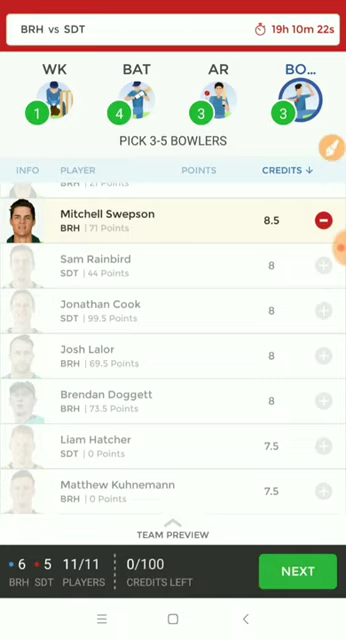 BRH vs SDT
19h 10m 22s
WK
BAT
AR
BO...
1
4
3
3
PICK 3-5 BOWLERS
INFO
PLAYER
POINTS
CREDITS ↓
BRH | 21 Points
Mitchell Swepson
8.5
BRH | 71 Points
Sam Rainbird
8
SDT | 44 Points
Jonathan Cook
8
SDT | 99.5 Points
Josh Lalor
8
BRH | 69.5 Points
Brendan Doggett
8
BRH | 73.5 Points
Liam Hatcher
7.5
SDT | 0 Points
Matthew Kuhnemann
7.5
BRH | 0 Points
TEAM PREVIEW
6 5 11/11 0/100
BRH SDT PLAYERS CREDITS LEFT
NEXT